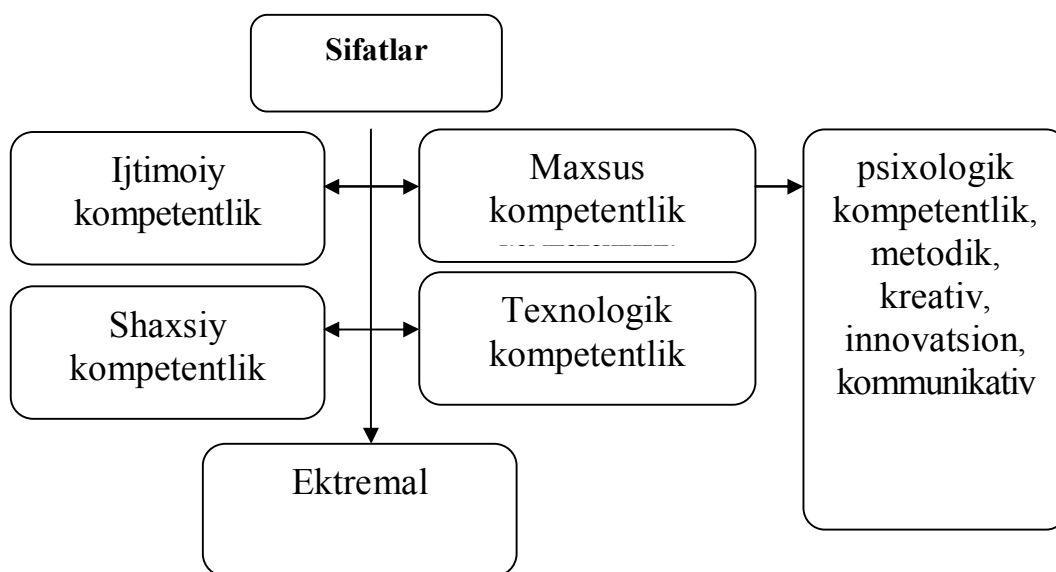 Sifatlar
Ijtimoiy
kompetentlik
Maxsus
kompetentlik
psixologik
kompetentlik,
metodik,
kreativ,
innovatsion,
kommunikativ
Shaxsiy
kompetentlik
Texnologik
kompetentlik
Ektremal